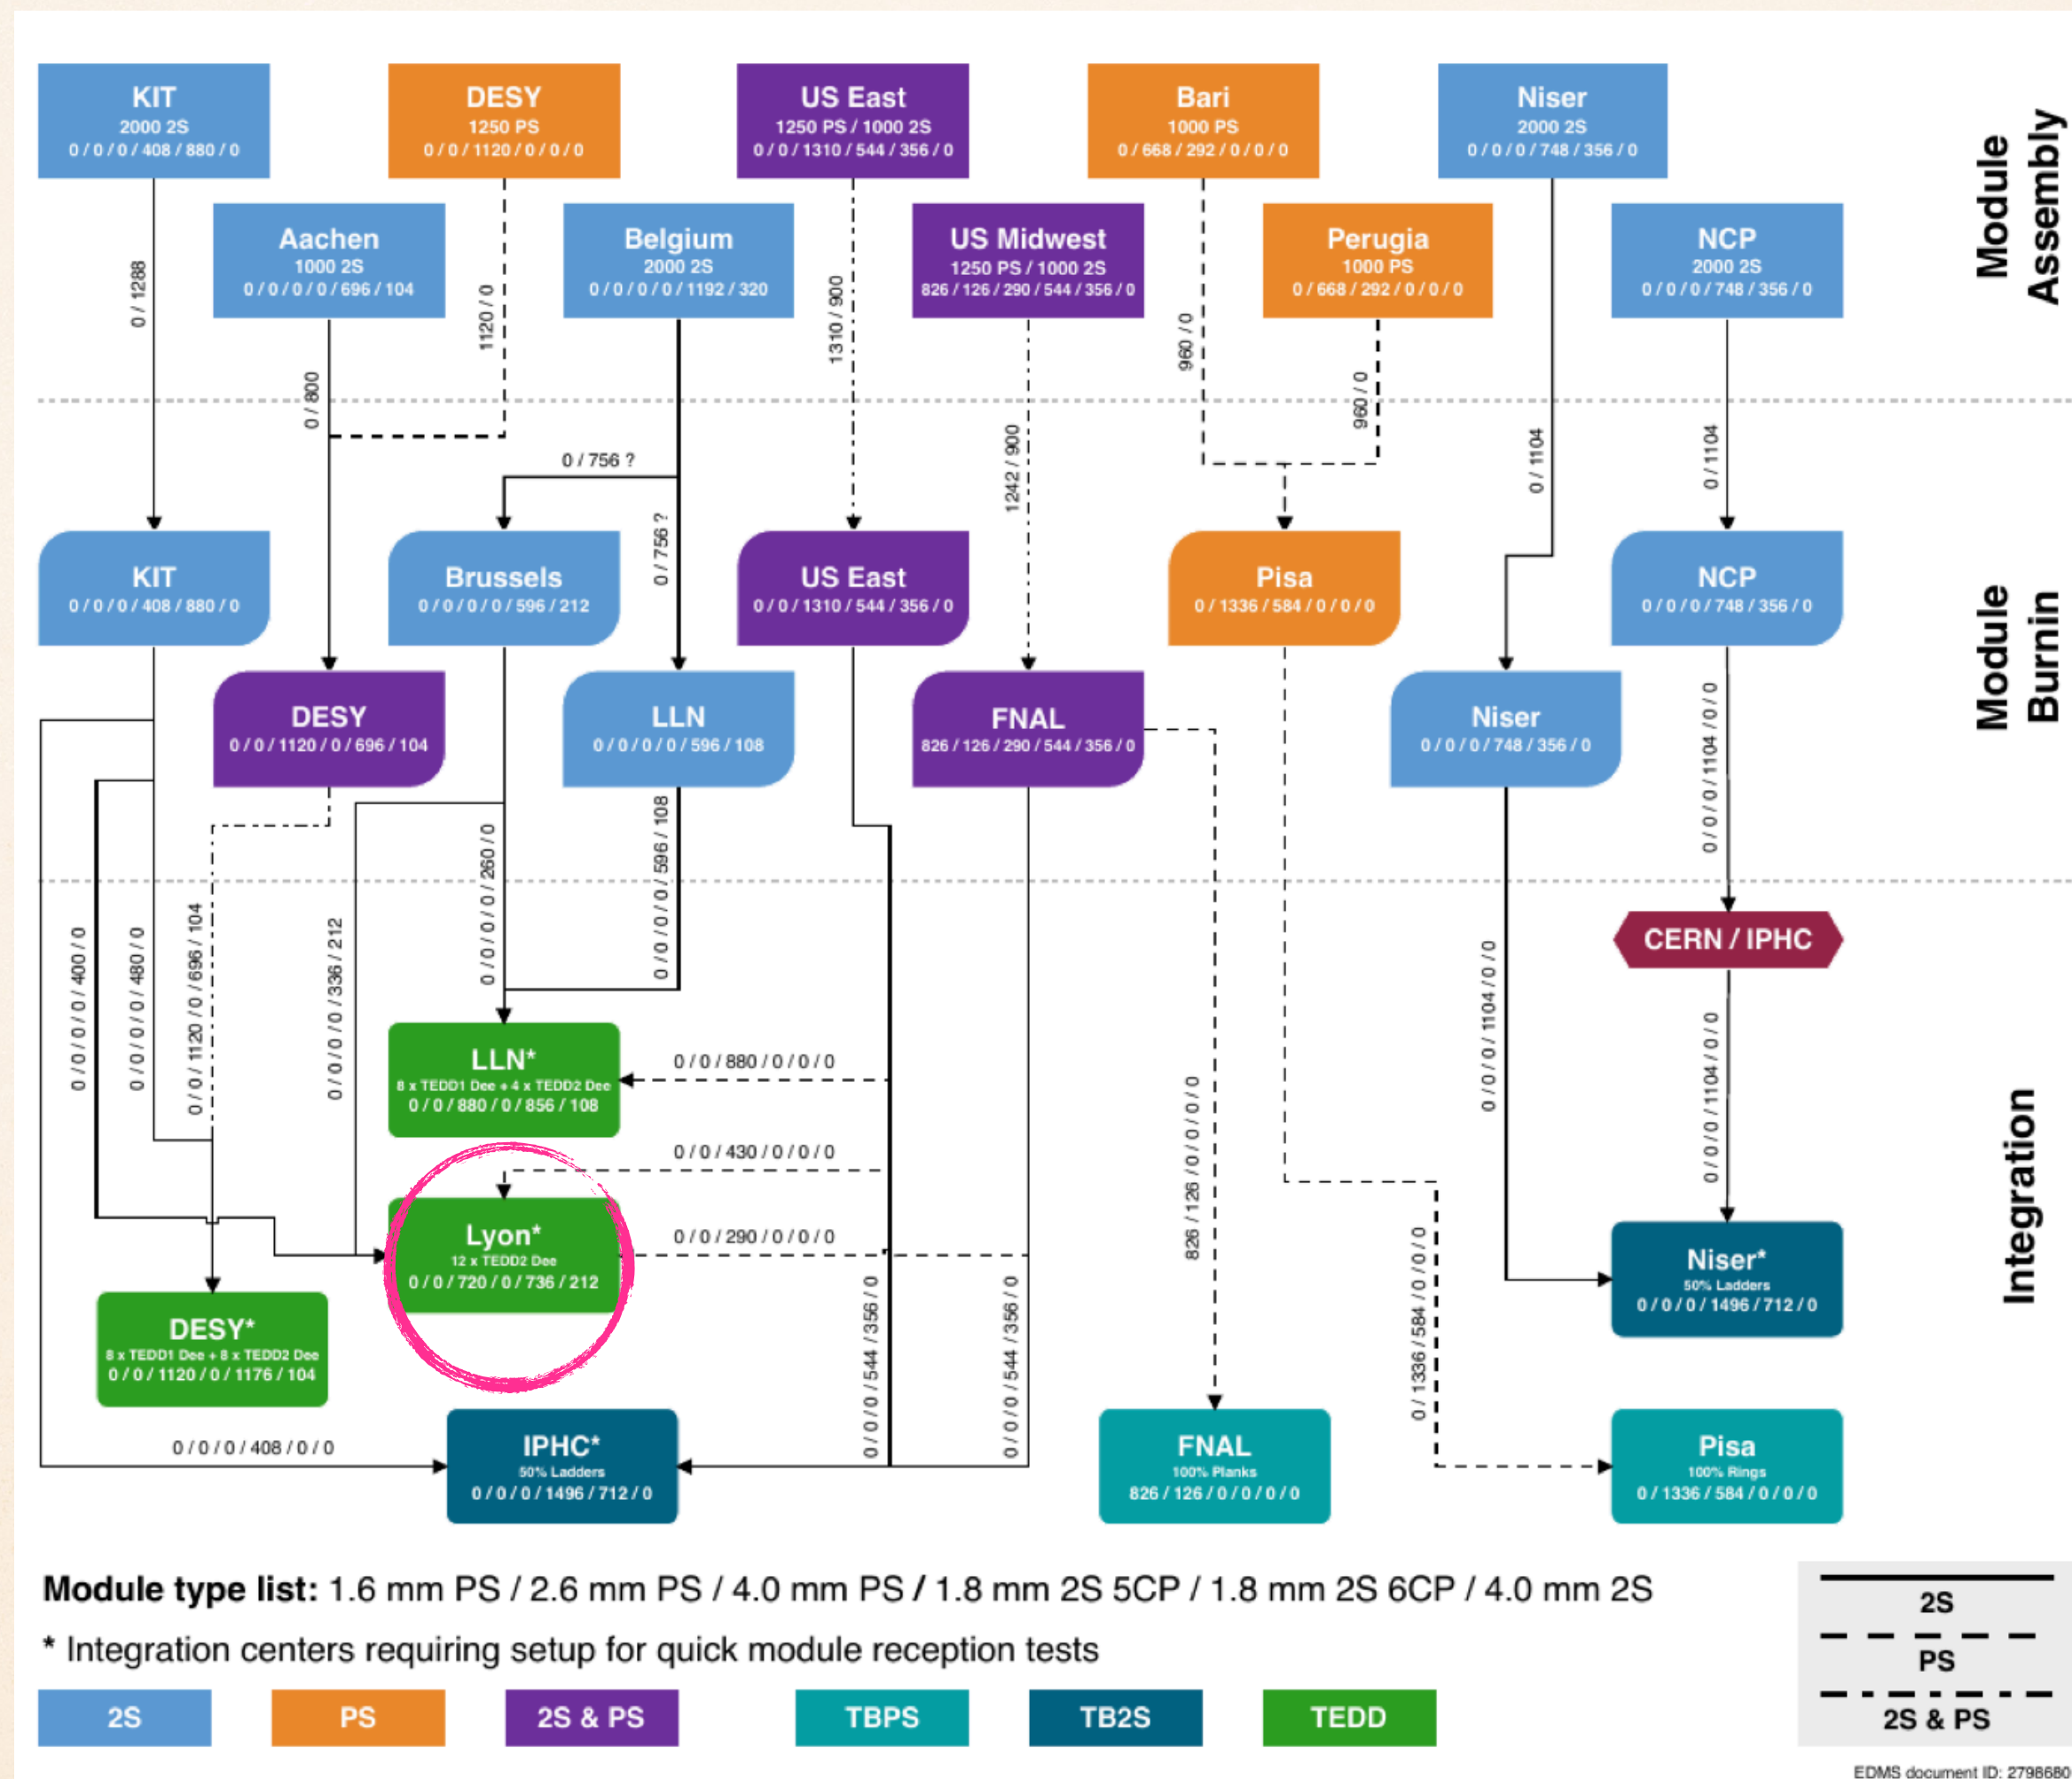 KIT
2000 2S
0 / 0 / 0 / 408 / 880 / 0
DESY
1250 PS
0 / 0 / 1120 / 0 / 0 / 0
US East
1250 PS / 1000 2S
0 / 0 / 1310 / 544 / 356 / 0
Bari
1000 PS
0 / 668 / 292 / 0 / 0 / 0
Niser
2000 2S
0 / 0 / 0 / 748 / 356 / 0
Module
Assembly
Aachen
1000 2S
0 / 0 / 0 / 0 / 696 / 104
Belgium
2000 2S
0 / 0 / 0 / 0 / 1192 / 320
US Midwest
1250 PS / 1000 2S
826 / 126 / 290 / 544 / 356 / 0
Perugia
1000 PS
0 / 668 / 292 / 0 / 0 / 0
NCP
2000 2S
0 / 0 / 0 / 748 / 356 / 0
0 / 1288
0 / 800
1120 / 0
1310 / 900
1242 / 900
960 / 0
960 / 0
0 / 1104
0 / 1104
0 / 756 ?
0 / 756 ?
KIT
0 / 0 / 0 / 408 / 880 / 0
Brussels
0 / 0 / 0 / 0 / 596 / 212
US East
0 / 0 / 1310 / 544 / 356 / 0
Pisa
0 / 1336 / 584 / 0 / 0 / 0
NCP
0 / 0 / 0 / 748 / 356 / 0
Module
Burnin
DESY
0 / 0 / 1120 / 0 / 696 / 104
LLN
0 / 0 / 0 / 0 / 596 / 108
FNAL
826 / 126 / 290 / 544 / 356 / 0
Niser
0 / 0 / 0 / 748 / 356 / 0
0 / 0 / 0 / 0 / 400 / 0
0 / 0 / 0 / 0 / 480 / 0
0 / 0 / 1120 / 0 / 696 / 104
0 / 0 / 0 / 0 / 336 / 212
0 / 0 / 0 / 0 / 260 / 0
0 / 0 / 0 / 0 / 596 / 108
0 / 0 / 0 / 1104 / 0 / 0
CERN / IPHC
0 / 0 / 0 / 1104 / 0 / 0
0 / 0 / 0 / 1104 / 0 / 0
Integration
LLN*
8 x TEDD1 Dee + 4 x TEDD2 Dee
0 / 0 / 880 / 0 / 856 / 108
0 / 0 / 880 / 0 / 0 / 0
0 / 0 / 430 / 0 / 0 / 0
Lyon*
12 x TEDD2 Dee
0 / 0 / 720 / 0 / 736 / 212
0 / 0 / 290 / 0 / 0 / 0
826 / 126 / 0 / 0 / 0 / 0
0 / 1336 / 584 / 0 / 0 / 0
Niser*
50% Ladders
0 / 0 / 0 / 1496 / 712 / 0
DESY*
8 x TEDD1 Dee + 8 x TEDD2 Dee
0 / 0 / 1120 / 0 / 1176 / 104
0 / 0 / 0 / 544 / 356 / 0
0 / 0 / 0 / 544 / 356 / 0
0 / 0 / 0 / 408 / 0 / 0
IPHC*
50% Ladders
0 / 0 / 0 / 1496 / 712 / 0
FNAL
100% Planks
826 / 126 / 0 / 0 / 0 / 0
Pisa
100% Rings
0 / 1336 / 584 / 0 / 0 / 0
Module type list: 1.6 mm PS / 2.6 mm PS / 4.0 mm PS / 1.8 mm 2S 5CP / 1.8 mm 2S 6CP / 4.0 mm 2S
* Integration centers requiring setup for quick module reception tests
2S
PS
2S & PS
TBPS
TB2S
TEDD
2S
PS
2S & PS
EDMS document ID: 2798680